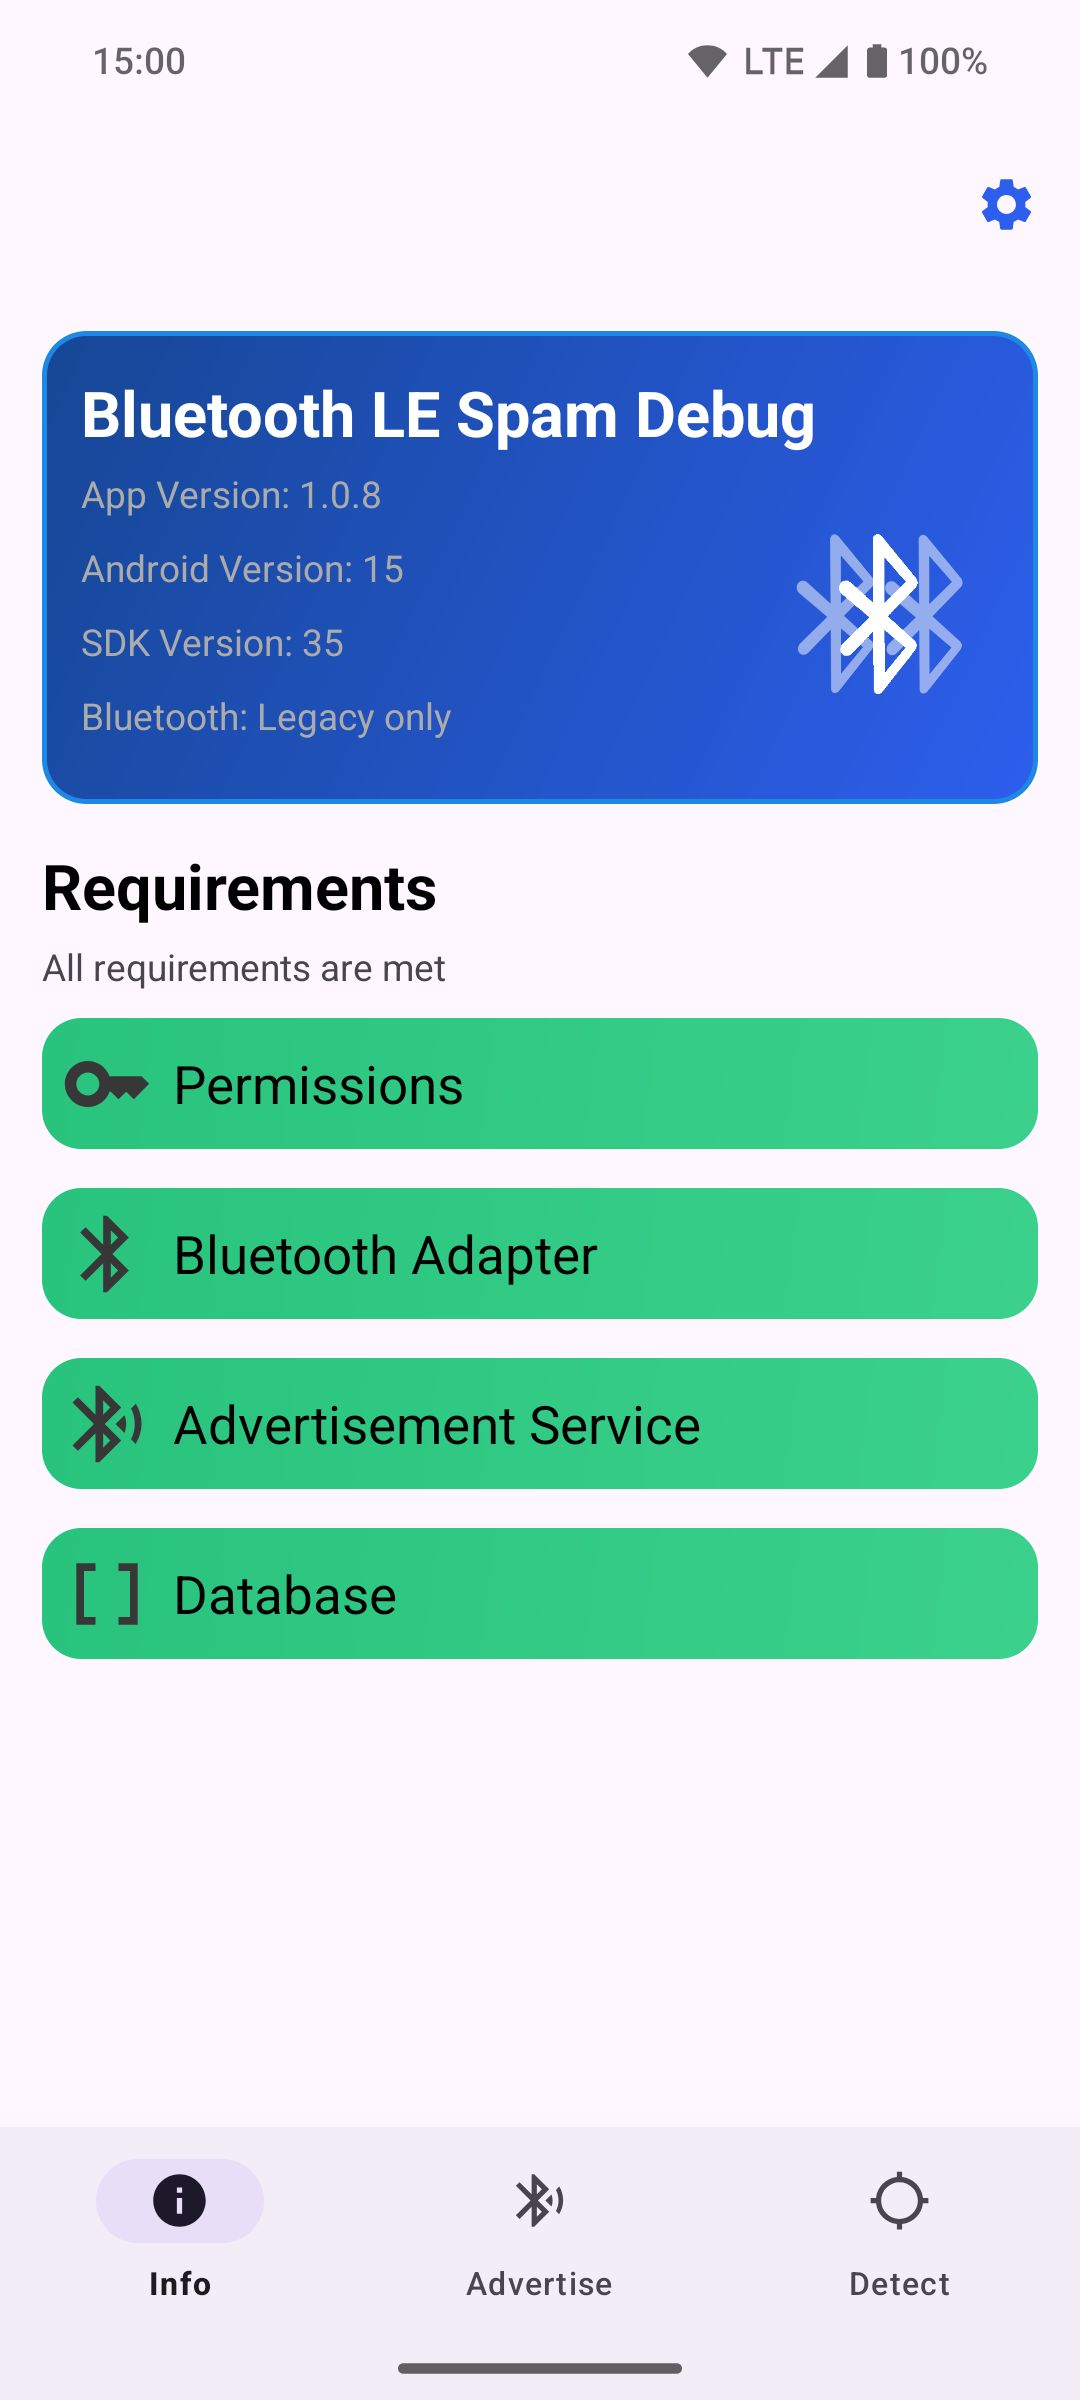 15:00 LTE 100%
Bluetooth LE Spam Debug
App Version: 1.0.8
Android Version: 15
SDK Version: 35
Bluetooth: Legacy only
Requirements
All requirements are met
Permissions
Bluetooth Adapter
Advertisement Service
Database
Info Advertise Detect